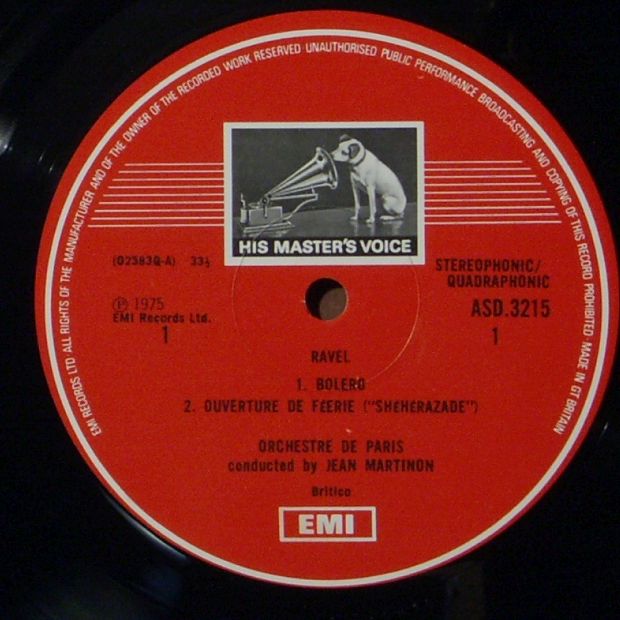 EMI RECORDS LTD ALL RIGHTS OF THE MANUFACTURER AND OF THE OWNER OF THE RECORDED WORK RESERVED UNAUTHORISED PUBLIC PERFORMANCE BROADCASTING AND COPYING OF THIS RECORD PROHIBITED MADE IN GT BRITAIN
HIS MASTER'S VOICE
(O2583Q-A) 33⅓
STEREOPHONIC/
QUADRAPHONIC
Ⓟ 1975
EMI Records Ltd.
ASD.3215
1
1
RAVEL
1. BOLERO
2. OUVERTURE DE FÉERIE ("SHÉHÉRAZADE")
ORCHESTRE DE PARIS
conducted by JEAN MARTINON
Britico
EMI